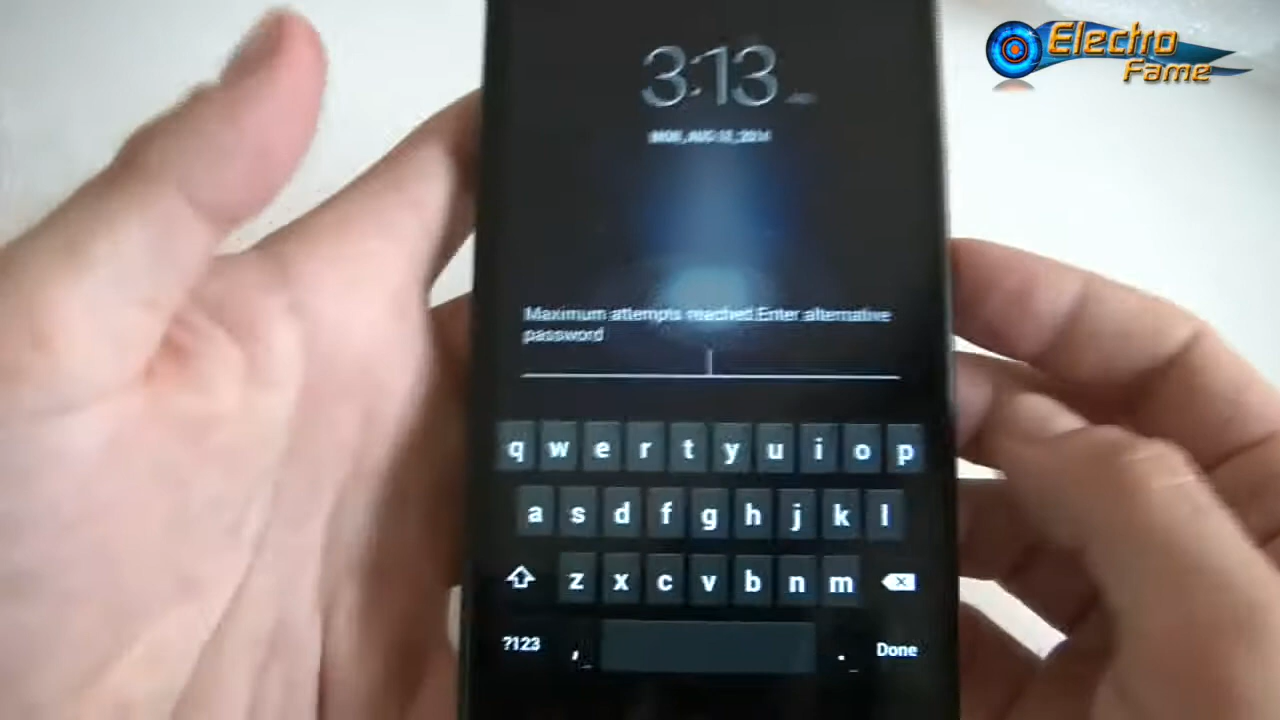 Electro
Fame
3:13
Maximum attempts reached.Enter alternative
password
q w e r t y u i o p
a s d f g h j k l
z x c v b n m
?123 , . Done